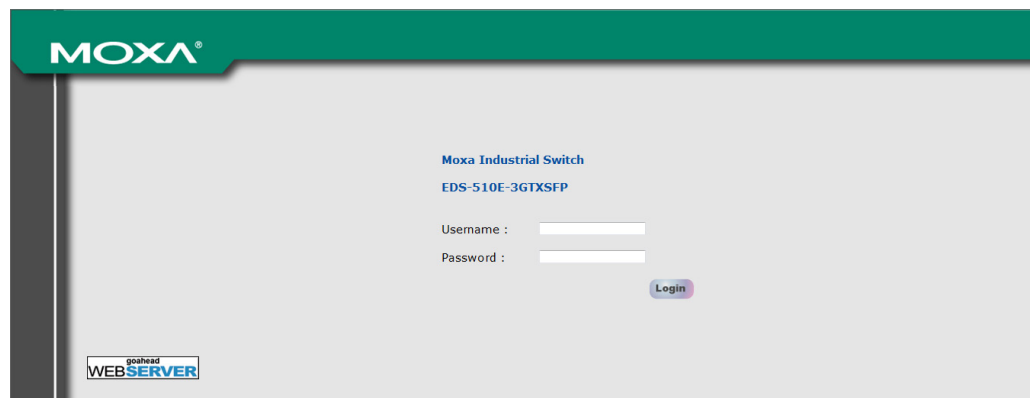 MOXA®
Moxa Industrial Switch
EDS-510E-3GTXSFP
Username :
Password :
Login
goahead
WEBSERVER